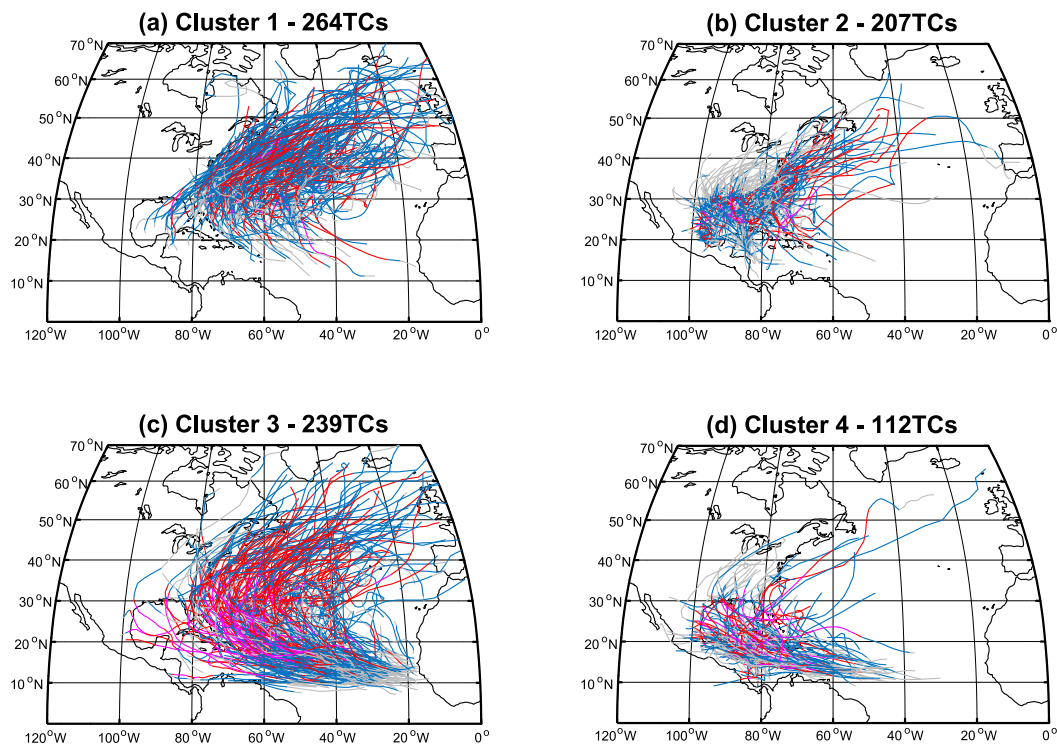 (a) Cluster 1 - 264TCs
(b) Cluster 2 - 207TCs
70°N
60°N
50°N
40°N
30°N
20°N
10°N
120°W 100°W 80°W 60°W 40°W 20°W 0°
70°N
60°N
50°N
40°N
30°N
20°N
10°N
120°W 100°W 80°W 60°W 40°W 20°W 0°
(c) Cluster 3 - 239TCs
(d) Cluster 4 - 112TCs
70°N
60°N
50°N
40°N
30°N
20°N
10°N
120°W 100°W 80°W 60°W 40°W 20°W 0°
70°N
60°N
50°N
40°N
30°N
20°N
10°N
120°W 100°W 80°W 60°W 40°W 20°W 0°